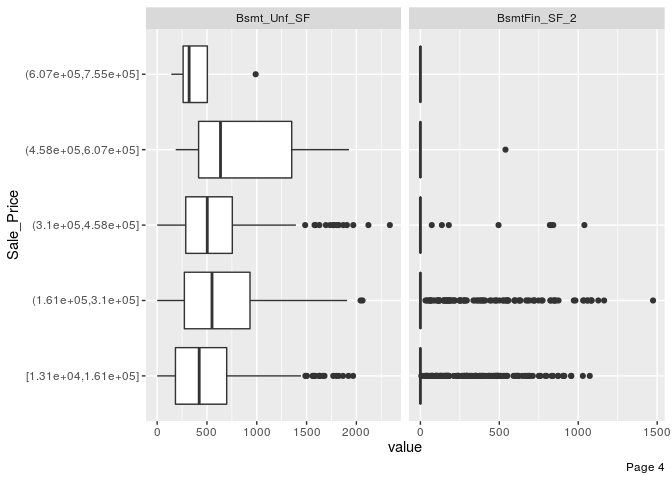 Bsmt_Unf_SF
BsmtFin_SF_2
Sale_Price
(6.07e+05,7.55e+05]
(4.58e+05,6.07e+05]
(3.1e+05,4.58e+05]
(1.61e+05,3.1e+05]
[1.31e+04,1.61e+05]
0 500 1000 1500 2000
0 500 1000 1500
value
Page 4